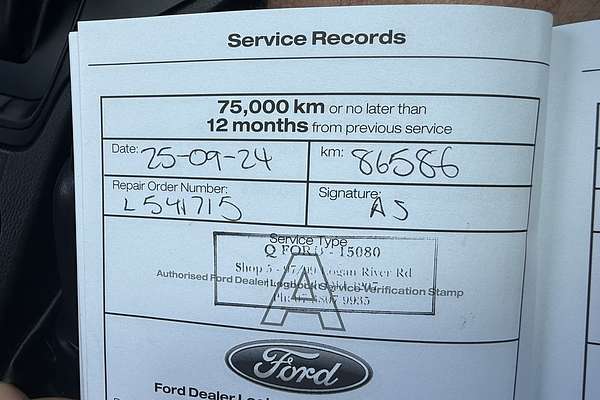 Service Records
75,000 km or no later than
12 months from previous service
Date: 25-09-24 km: 86586
Repair Order Number: L541715 Signature: AS
Service Type
Q FORD - 15080
Shop 5 - Logan River Rd
Authorised Ford Dealer Logbook Service Verification Stamp
A
Ford
Ford Dealer